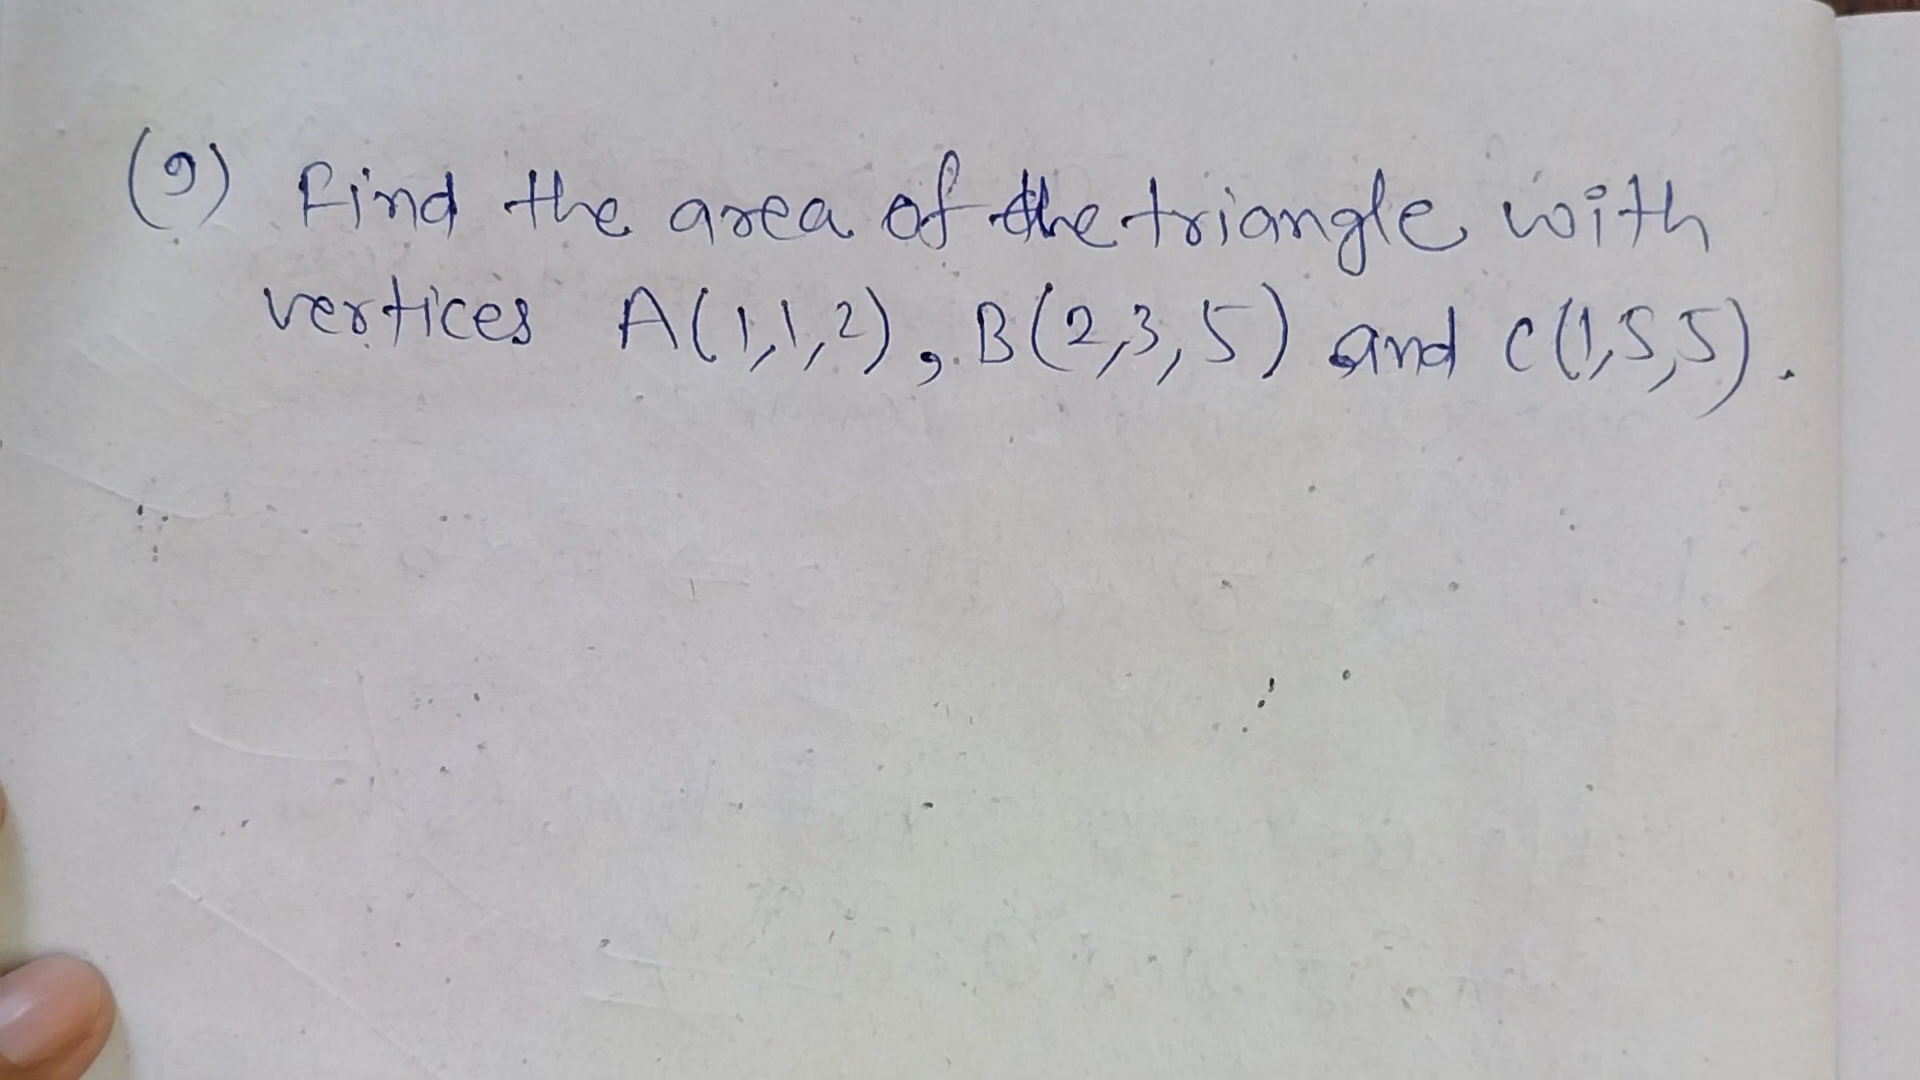 (9) Find the area of the triangle with
vertices A(1,1,2), B(2,3,5) and C(1,5,5).